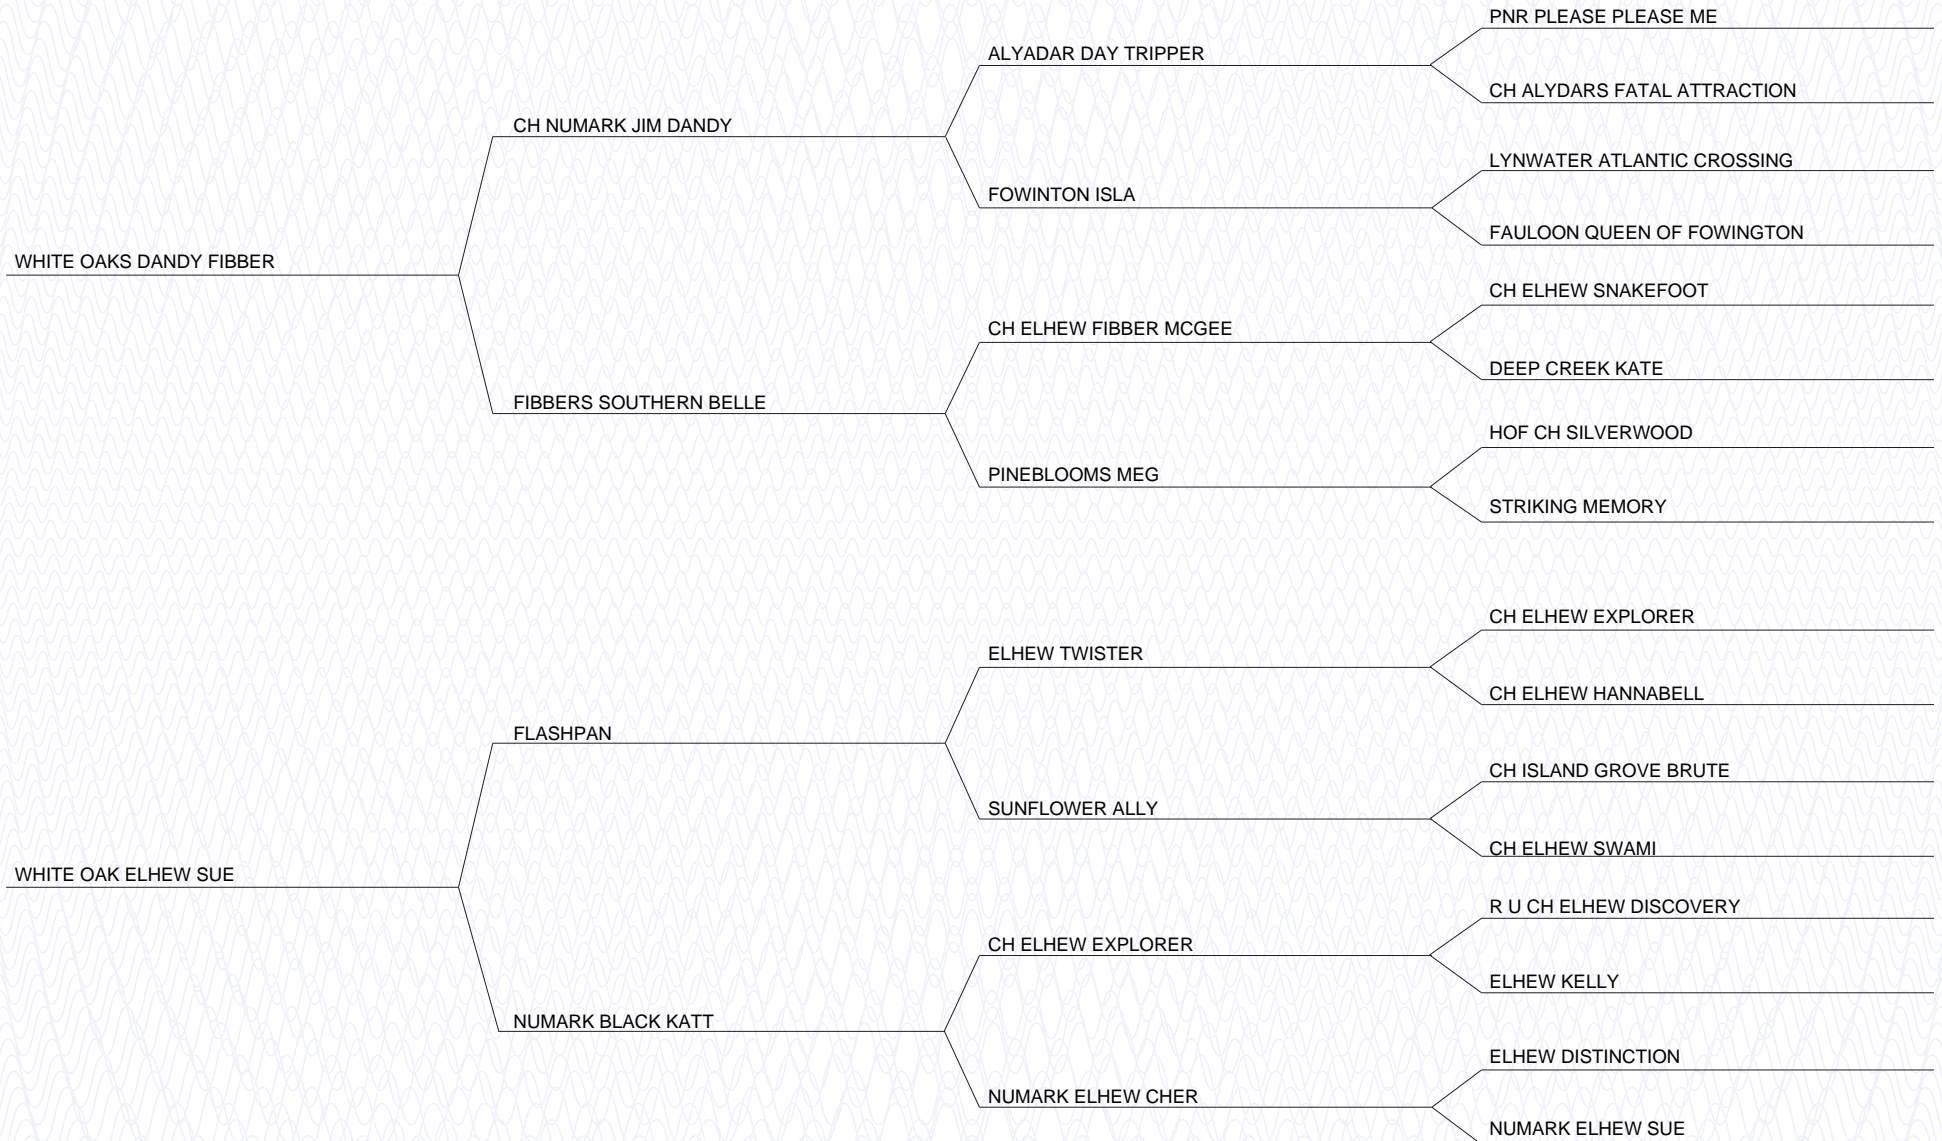 PNR PLEASE PLEASE ME
ALYADAR DAY TRIPPER
CH ALYDARS FATAL ATTRACTION
CH NUMARK JIM DANDY
LYNWATER ATLANTIC CROSSING
FOWINTON ISLA
FAULOON QUEEN OF FOWINGTON
WHITE OAKS DANDY FIBBER
CH ELHEW SNAKEFOOT
CH ELHEW FIBBER MCGEE
DEEP CREEK KATE
FIBBERS SOUTHERN BELLE
HOF CH SILVERWOOD
PINEBLOOMS MEG
STRIKING MEMORY
CH ELHEW EXPLORER
ELHEW TWISTER
CH ELHEW HANNABELL
FLASHPAN
CH ISLAND GROVE BRUTE
SUNFLOWER ALLY
CH ELHEW SWAMI
WHITE OAK ELHEW SUE
R U CH ELHEW DISCOVERY
CH ELHEW EXPLORER
ELHEW KELLY
NUMARK BLACK KATT
ELHEW DISTINCTION
NUMARK ELHEW CHER
NUMARK ELHEW SUE